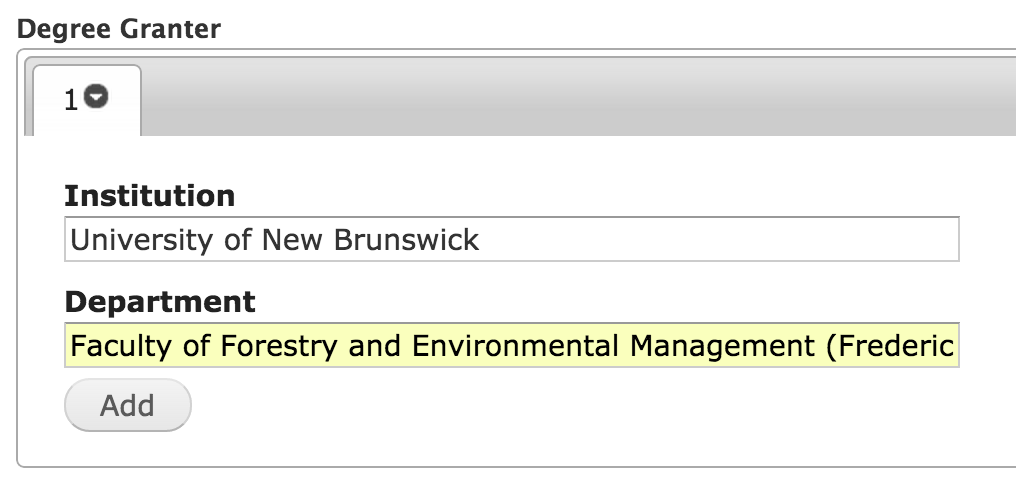 Degree Granter
1
Institution
University of New Brunswick
Department
Faculty of Forestry and Environmental Management (Frederic
Add